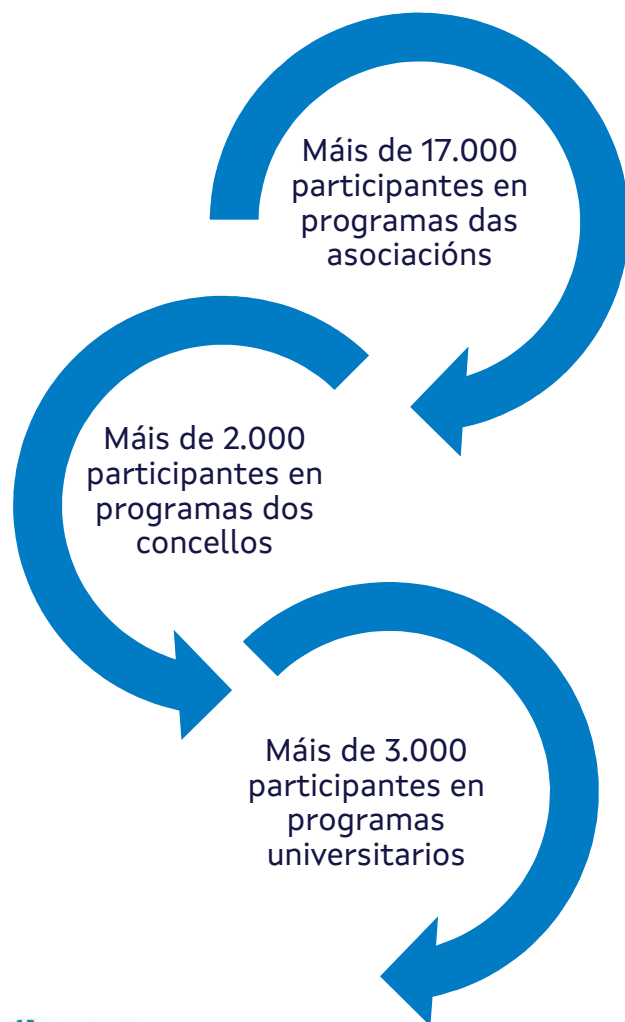 Máis de 17.000
participantes en
programas das
asociacións
Máis de 2.000
participantes en
programas dos
concellos
Máis de 3.000
participantes en
programas
universitarios